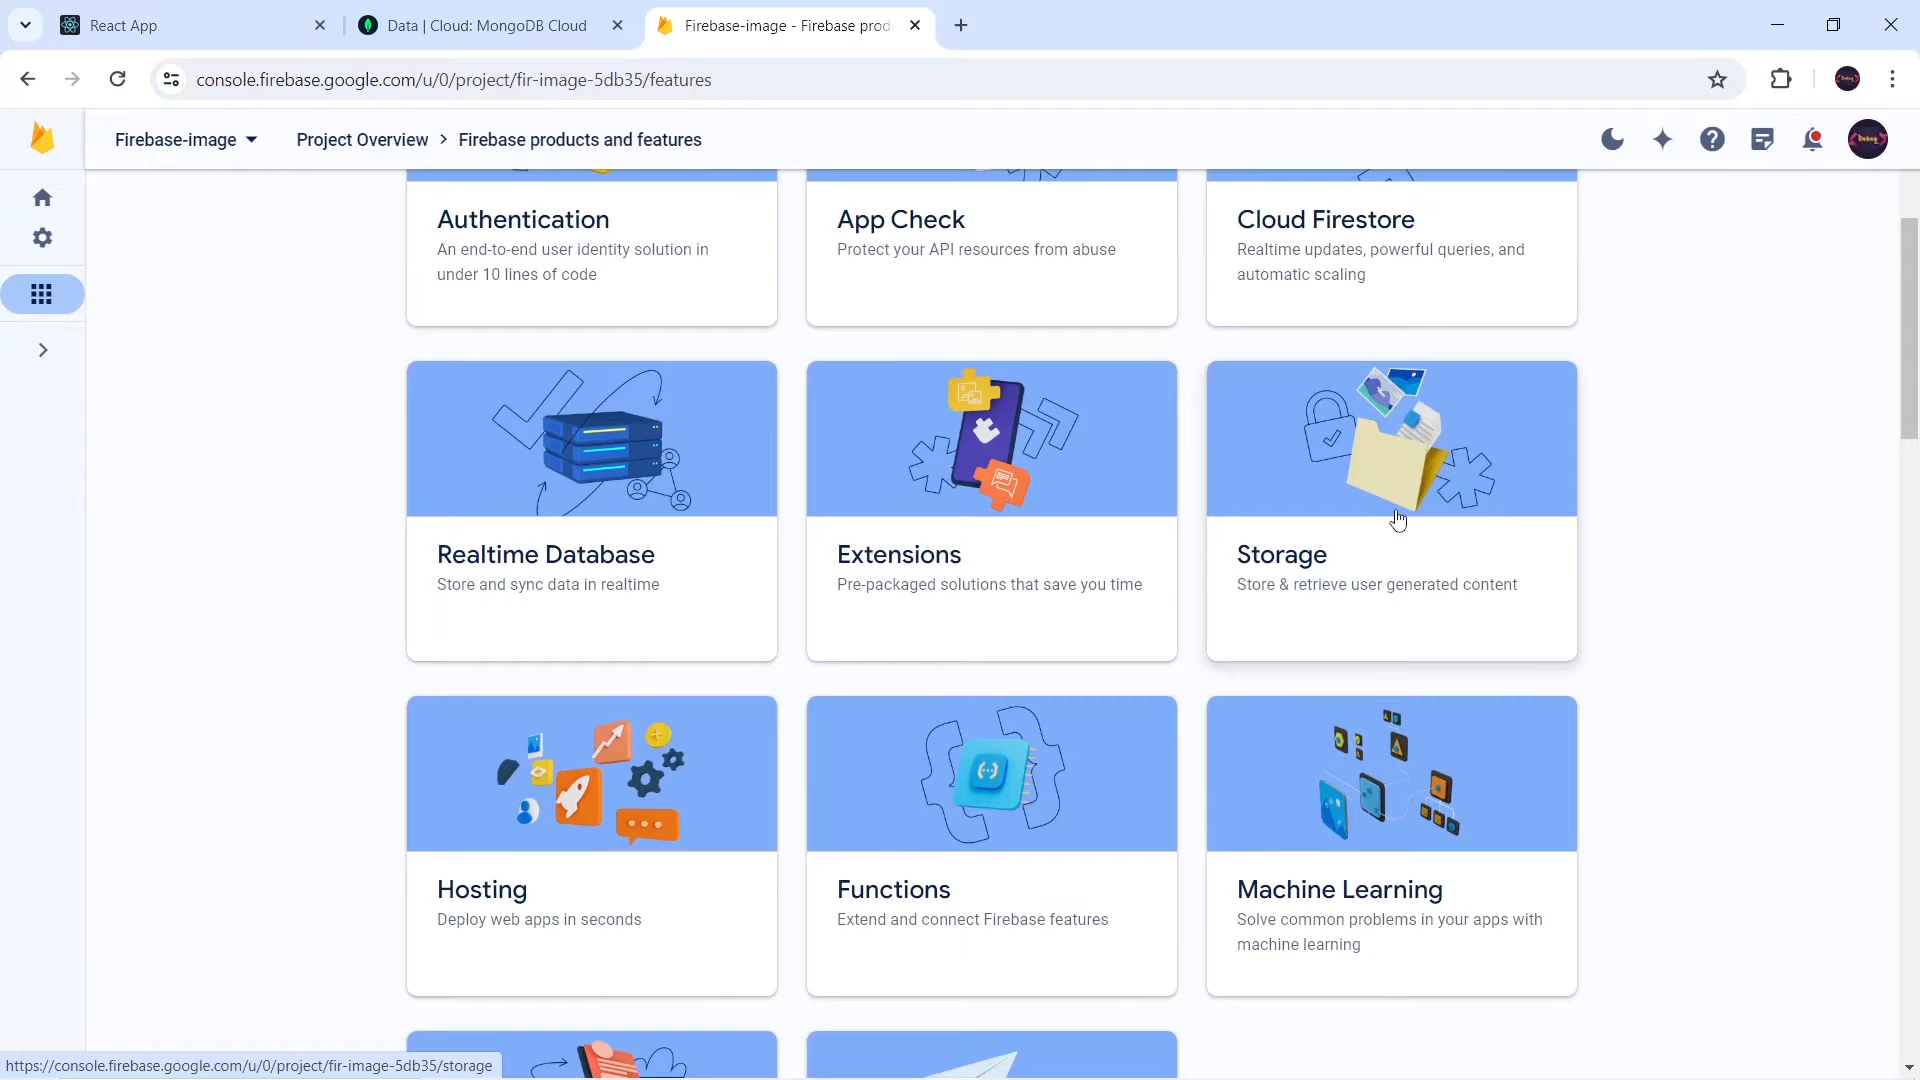 React App
Data | Cloud: MongoDB Cloud
Firebase-image - Firebase prod
console.firebase.google.com/u/0/project/fir-image-5db35/features
Firebase-image
Project Overview > Firebase products and features
Authentication
An end-to-end user identity solution in
under 10 lines of code
App Check
Protect your API resources from abuse
Cloud Firestore
Realtime updates, powerful queries, and
automatic scaling
Realtime Database
Store and sync data in realtime
Extensions
Pre-packaged solutions that save you time
Storage
Store & retrieve user generated content
Hosting
Deploy web apps in seconds
Functions
Extend and connect Firebase features
Machine Learning
Solve common problems in your apps with
machine learning
https://console.firebase.google.com/u/0/project/fir-image-5db35/storage